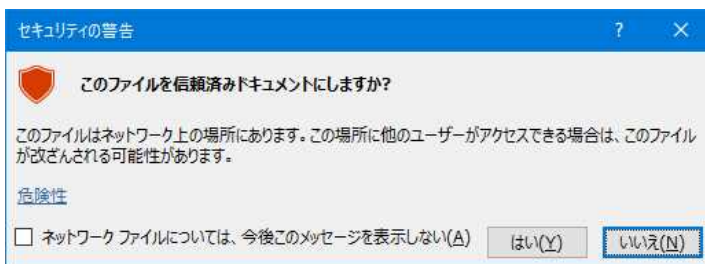 セキュリティの警告 ? ×
このファイルを信頼済みドキュメントにしますか?
このファイルはネットワーク上の場所にあります。この場所に他のユーザーがアクセスできる場合は、このファイル
が改ざんされる可能性があります。
危険性
ネットワーク ファイルについては、今後このメッセージを表示しない(A) はい(Y) いいえ(N)